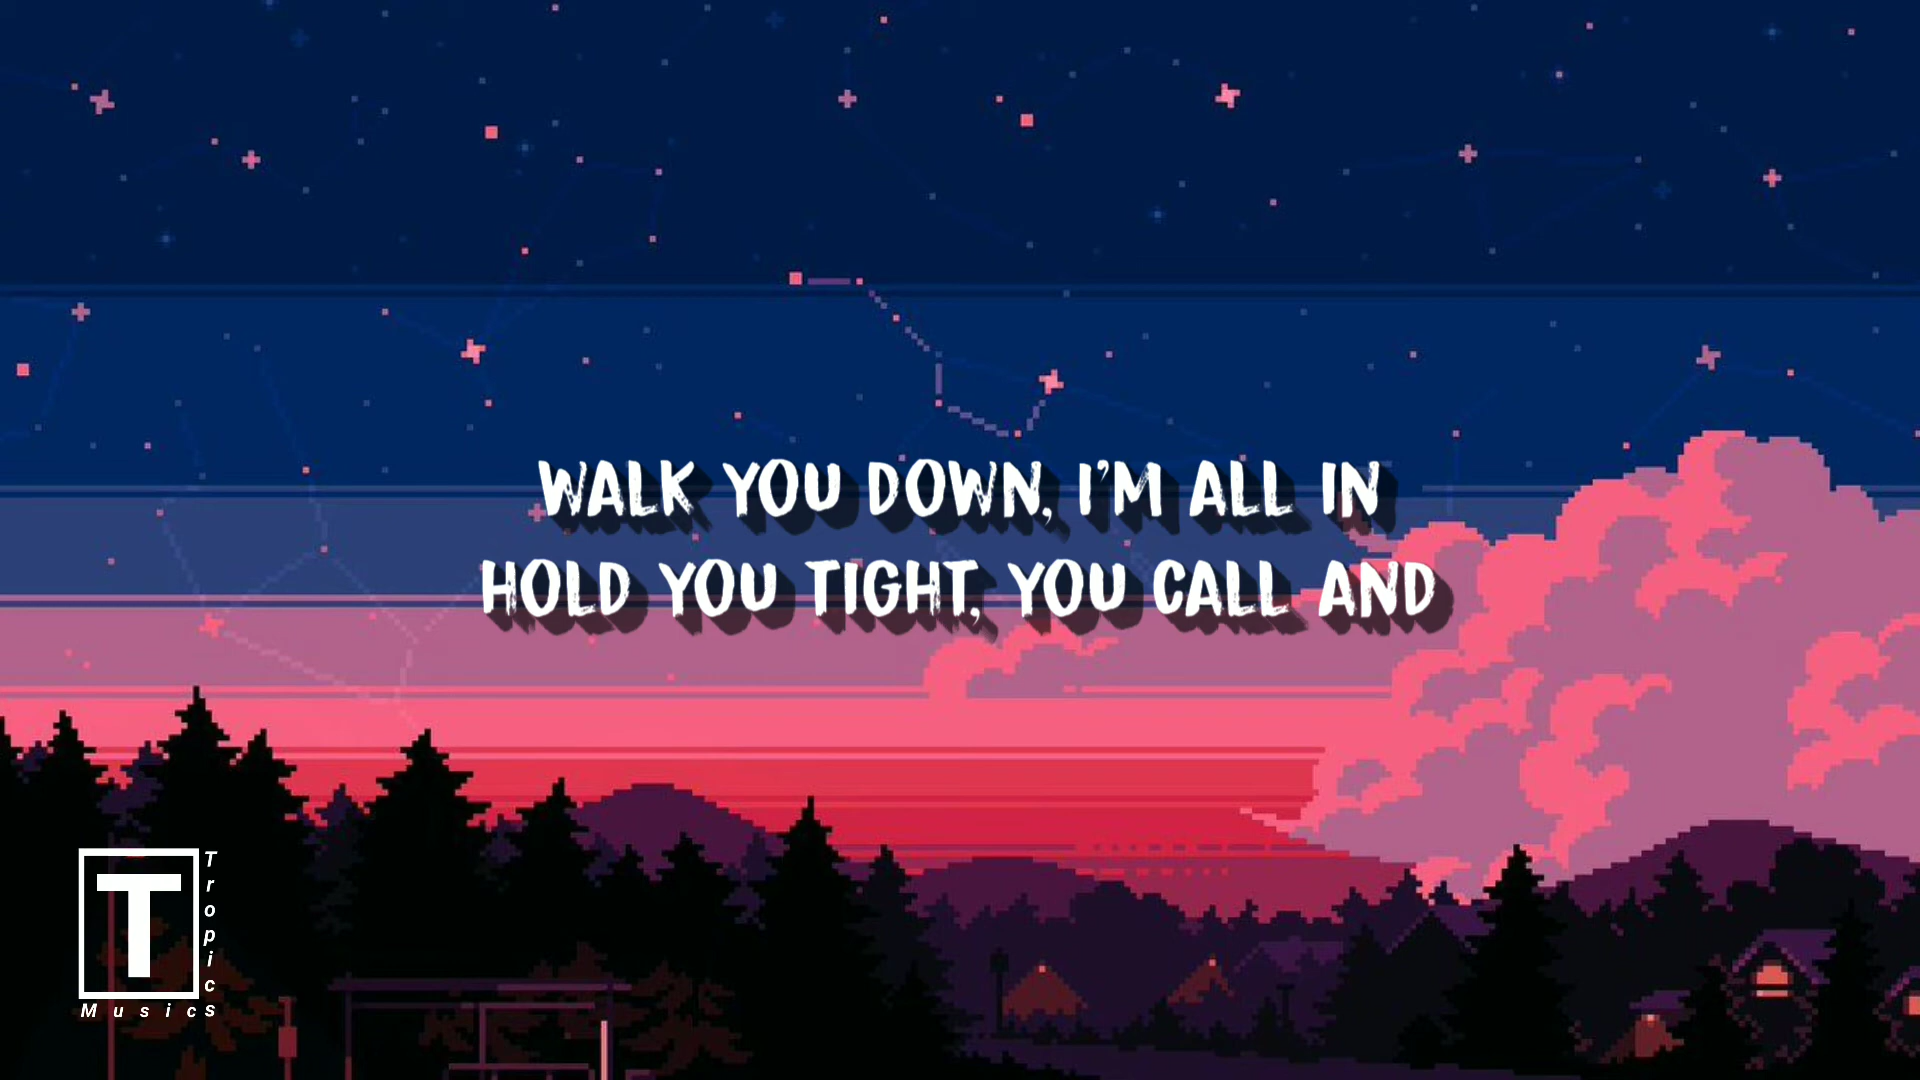 WALK YOU DOWN, I'M ALL IN
HOLD YOU TIGHT, YOU CALL AND
T
Tropics
Musics